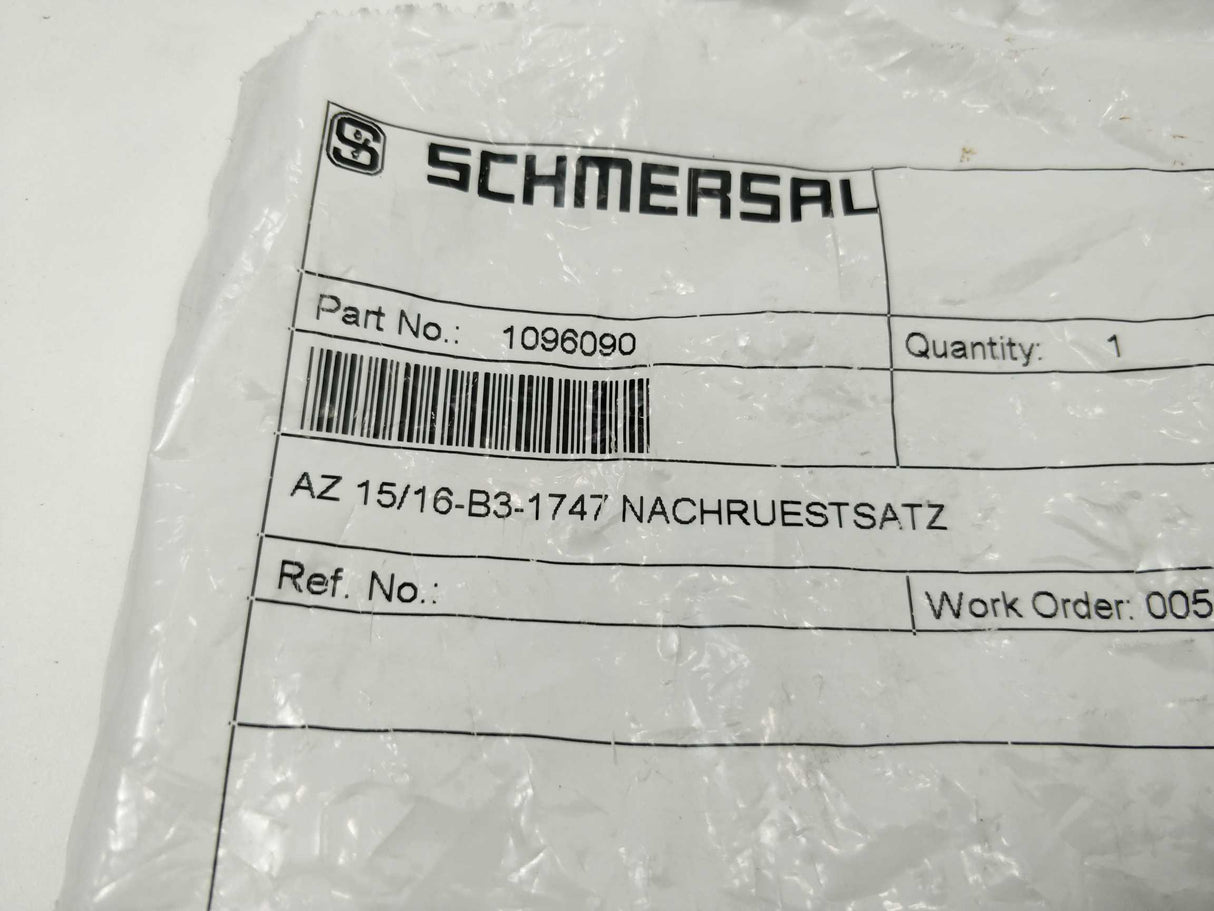 SCHMERSAL
Part No.: 1096090
Quantity: 1
AZ 15/16-B3-1747 NACHRUESTSATZ
Ref. No.:
Work Order: 005